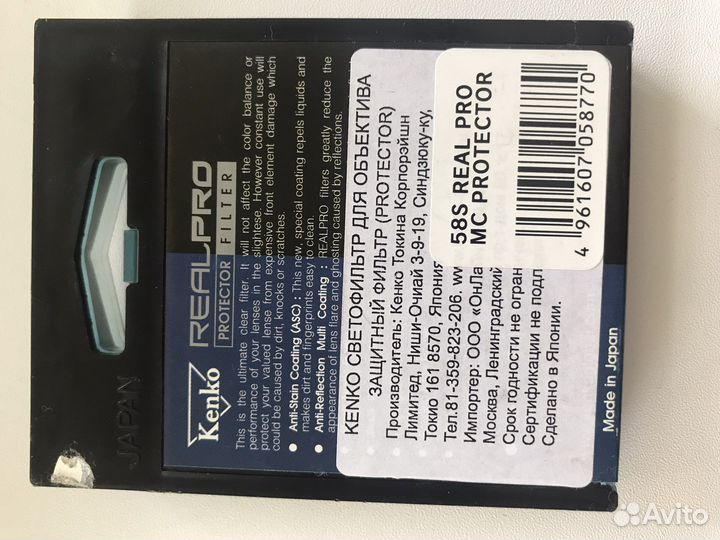 JAPAN
Kenko
REALPRO
PROTECTOR FILTER
This is the ultimate clear filter. It will not affect the color balance or
performance of your lenses in the slightese. However constant use will
protect your valued lense from expensive front element damage which
could be caused by dirt, knocks or scratches.
● Anti-Stain Coating (ASC) : This new, special coating repels liquids and
makes dirt and fingerprints easy to clean.
● Anti-Reflection Multi Coating : REALPRO filters greatly reduce the
appearance of lens flare and ghosting caused by reflections.
KENKO СВЕТОФИЛЬТР ДЛЯ ОБЪЕКТИВА
ЗАЩИТНЫЙ ФИЛЬТР (PROTECTOR)
Производитель: Кенко Токина Корпорэйшн
Лимитед, Ниши-Очиай 3-9-19, Синдзюку-ку,
Токио 161 8570, Япония
Тел.81-359-823-206. ww
Импортер: ООО «ОнЛа
Москва, Ленинградский
Срок годности не огран
Сертификации не подл
Сделано в Японии.
58S REAL PRO
MC PROTECTOR
4 961607 058770
Made in Japan
Avito